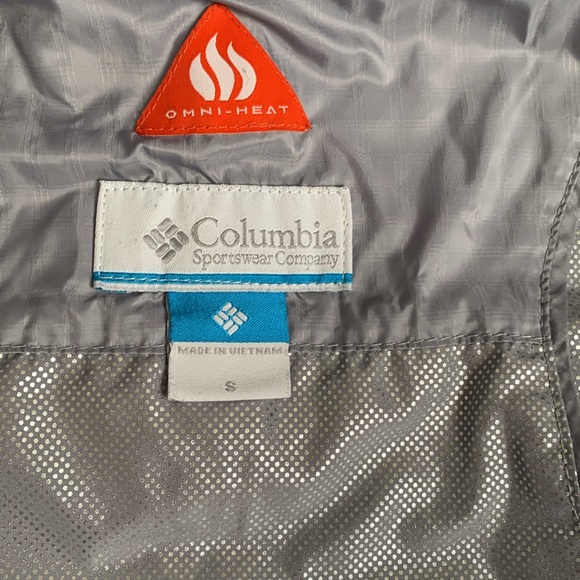 OMNI-HEAT
Columbia
Sportswear Company
MADE IN VIETNAM
S